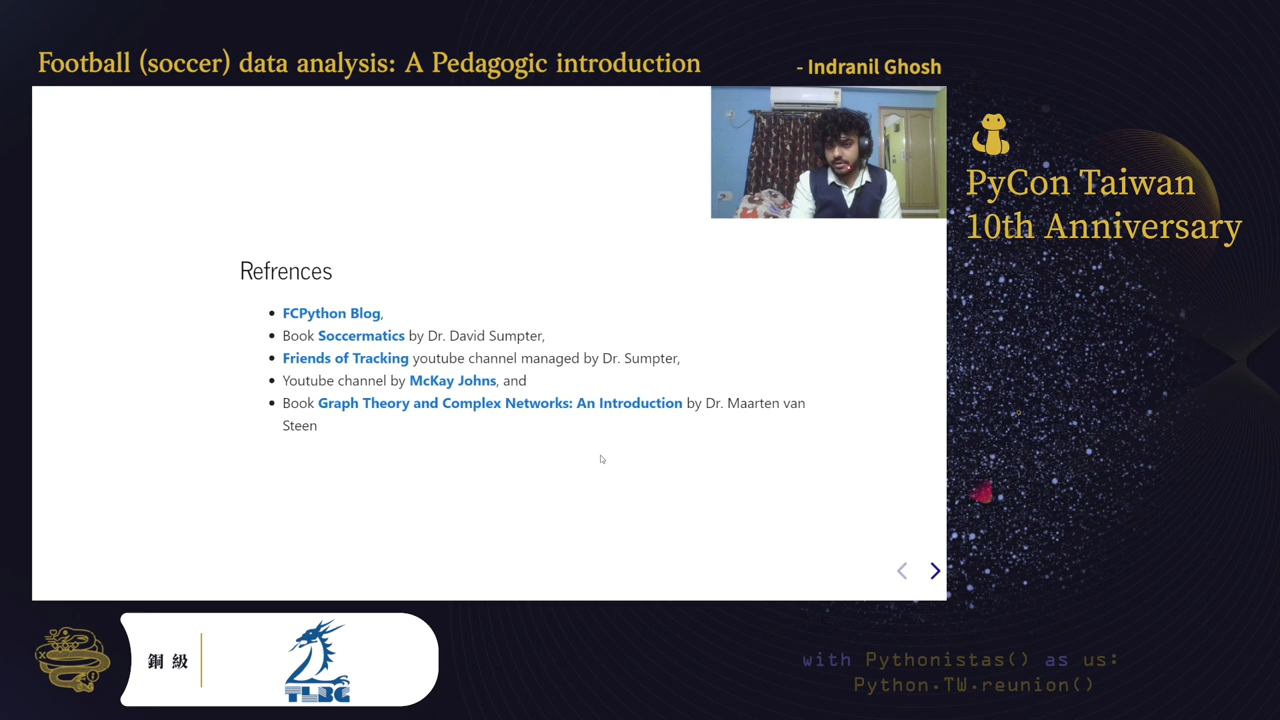 Football (soccer) data analysis: A Pedagogic introduction
- Indranil Ghosh
PyCon Taiwan
10th Anniversary
Refrences
FCPython Blog,
Book Soccermatics by Dr. David Sumpter,
Friends of Tracking youtube channel managed by Dr. Sumpter,
Youtube channel by McKay Johns, and
Book Graph Theory and Complex Networks: An Introduction by Dr. Maarten van
Steen
銅級
TLBG
with Pythonistas() as us:
Python.TW.reunion()